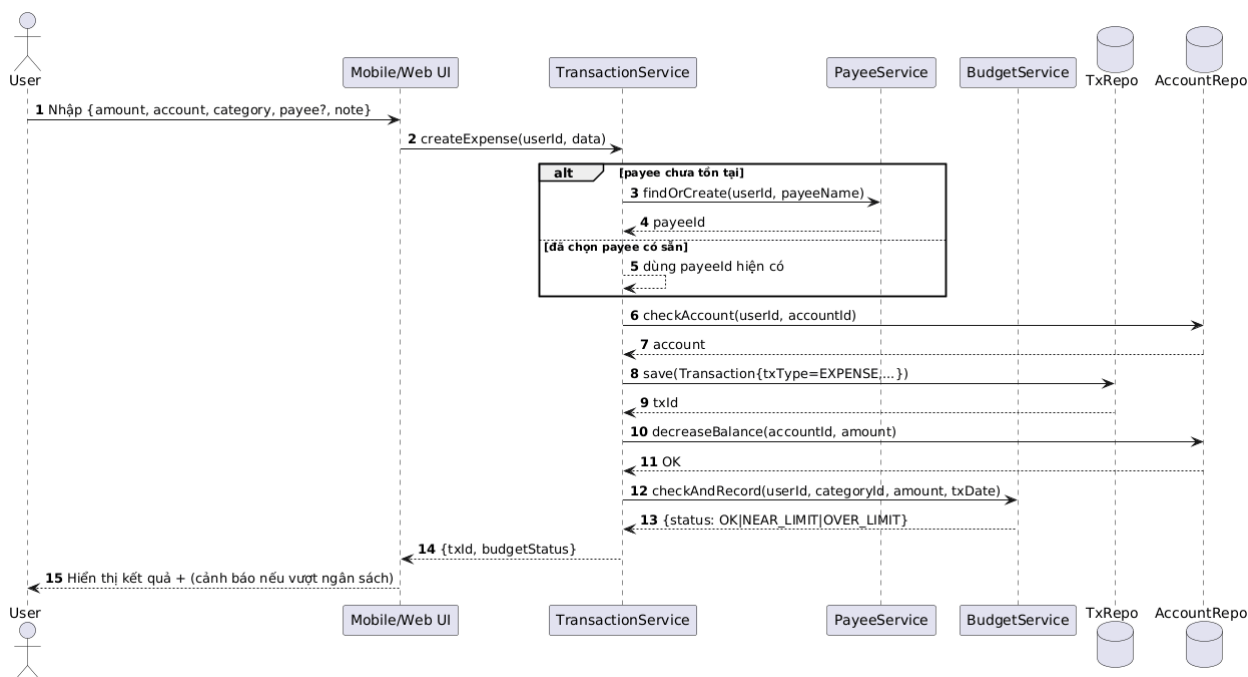 User
Mobile/Web UI
TransactionService
PayeeService
BudgetService
TxRepo
AccountRepo
1 Nhập {amount, account, category, payee?, note}
2 createExpense(userId, data)
alt [payee chưa tồn tại]
3 findOrCreate(userId, payeeName)
4 payeeId
[đã chọn payee có sẵn]
5 dùng payeeId hiện có
6 checkAccount(userId, accountId)
7 account
8 save(Transaction{txType=EXPENSE,...})
9 txId
10 decreaseBalance(accountId, amount)
11 OK
12 checkAndRecord(userId, categoryId, amount, txDate)
13 {status: OK|NEAR_LIMIT|OVER_LIMIT}
14 {txId, budgetStatus}
15 Hiển thị kết quả + (cảnh báo nếu vượt ngân sách)
User
Mobile/Web UI
TransactionService
PayeeService
BudgetService
TxRepo
AccountRepo